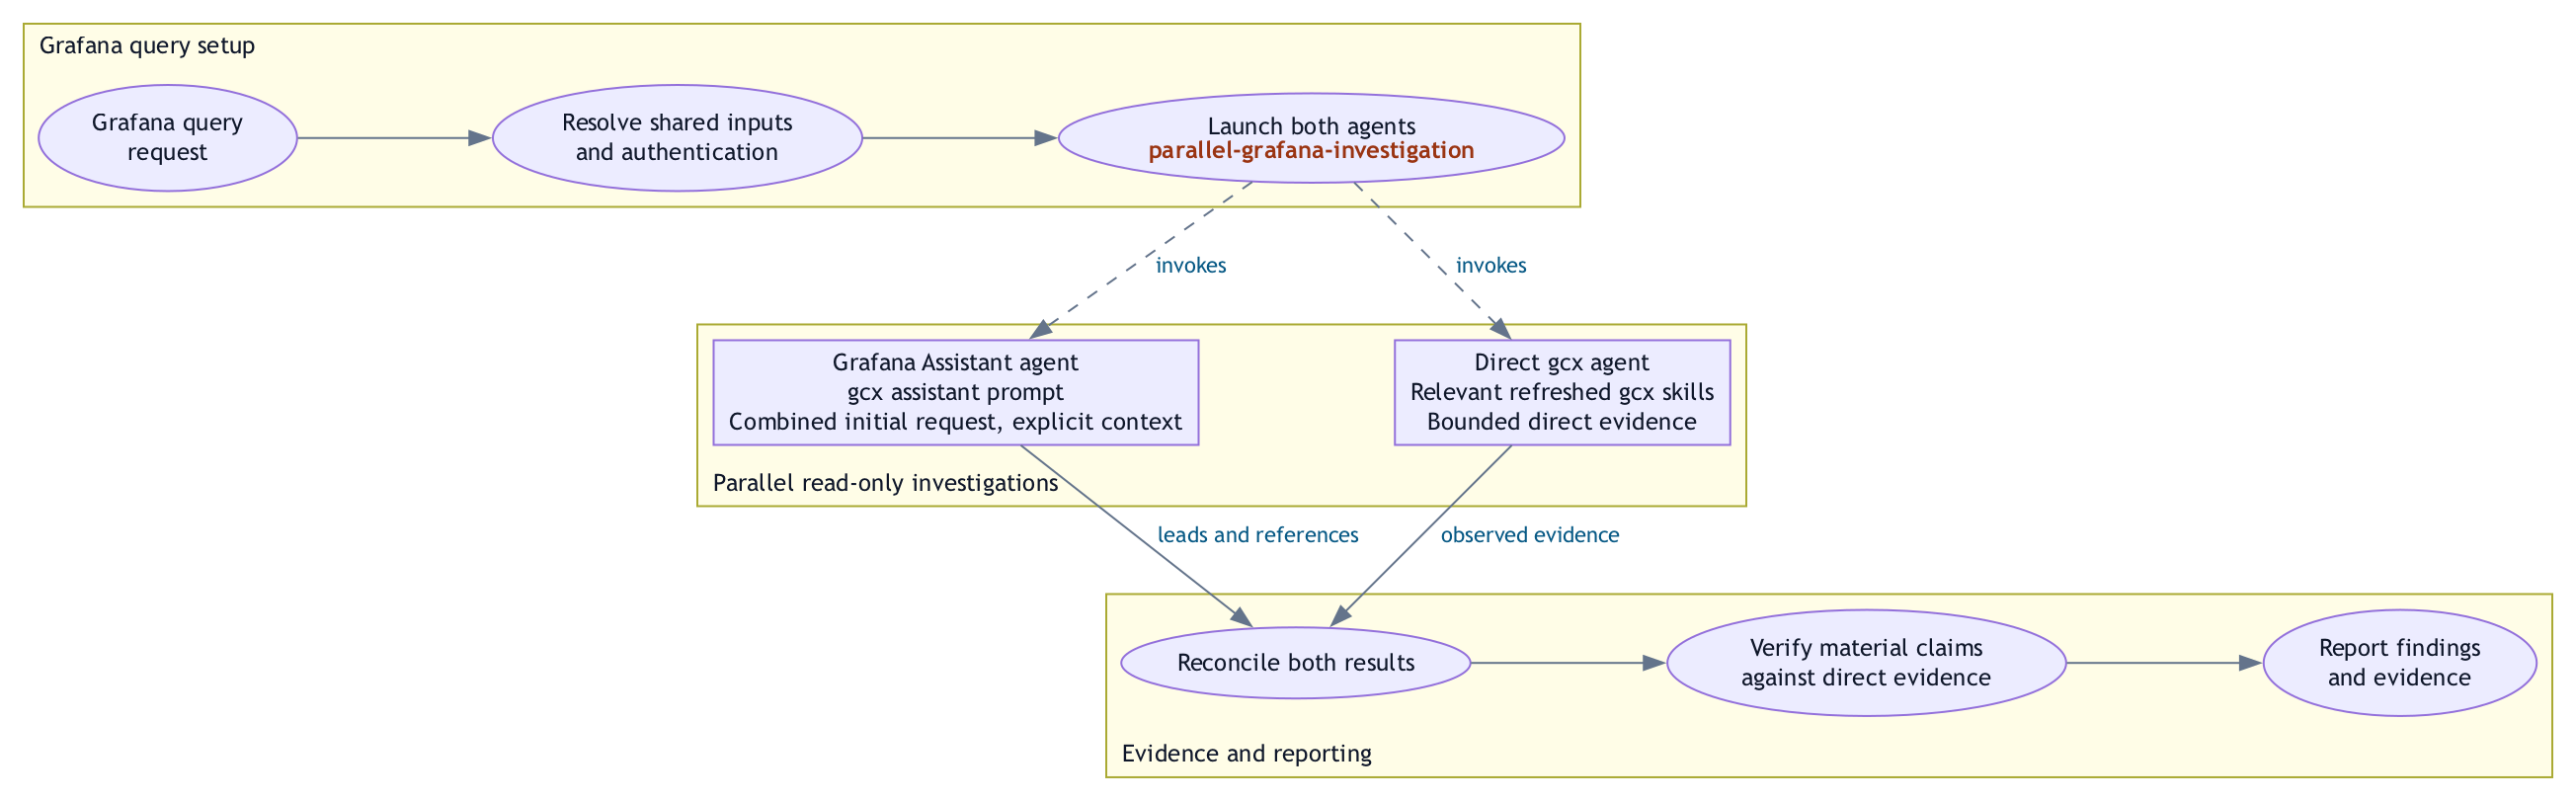 Grafana query setup
Grafana query
request
Resolve shared inputs
and authentication
Launch both agents
parallel-grafana-investigation
invokes
invokes
Grafana Assistant agent
gcx assistant prompt
Combined initial request, explicit context
Direct gcx agent
Relevant refreshed gcx skills
Bounded direct evidence
Parallel read-only investigations
leads and references
observed evidence
Reconcile both results
Verify material claims
against direct evidence
Report findings
and evidence
Evidence and reporting